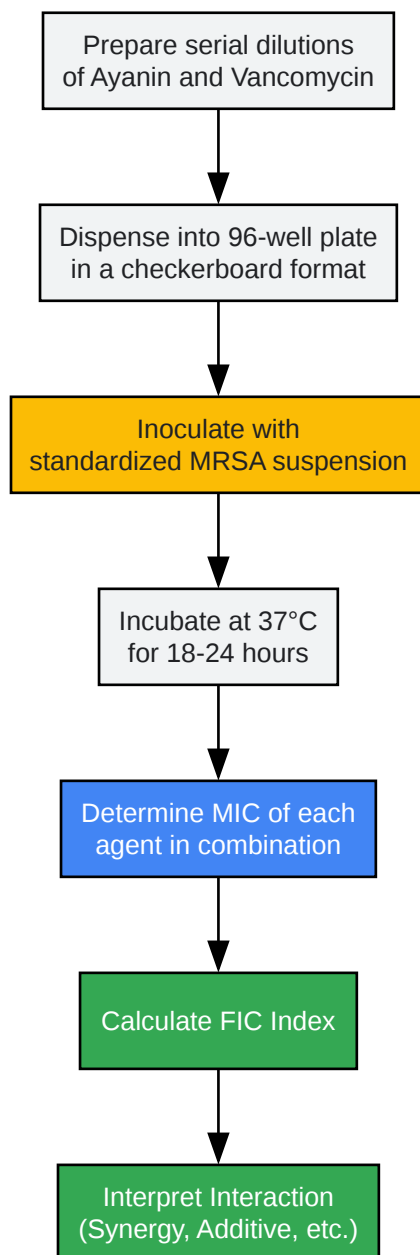 Prepare serial dilutions
of Ayanin and Vancomycin
Dispense into 96-well plate
in a checkerboard format
Inoculate with
standardized MRSA suspension
Incubate at 37°C
for 18-24 hours
Determine MIC of each
agent in combination
Calculate FIC Index
Interpret Interaction
(Synergy, Additive, etc.)